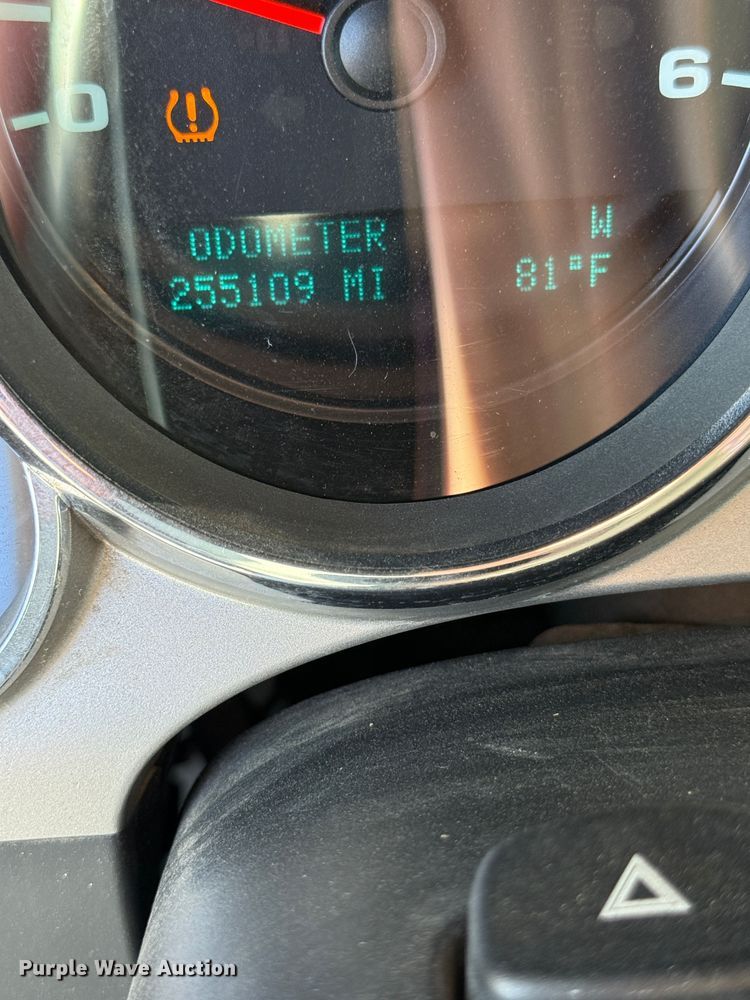 0
6
ODOMETER
W
255109 MI
81°F
Purple Wave Auction